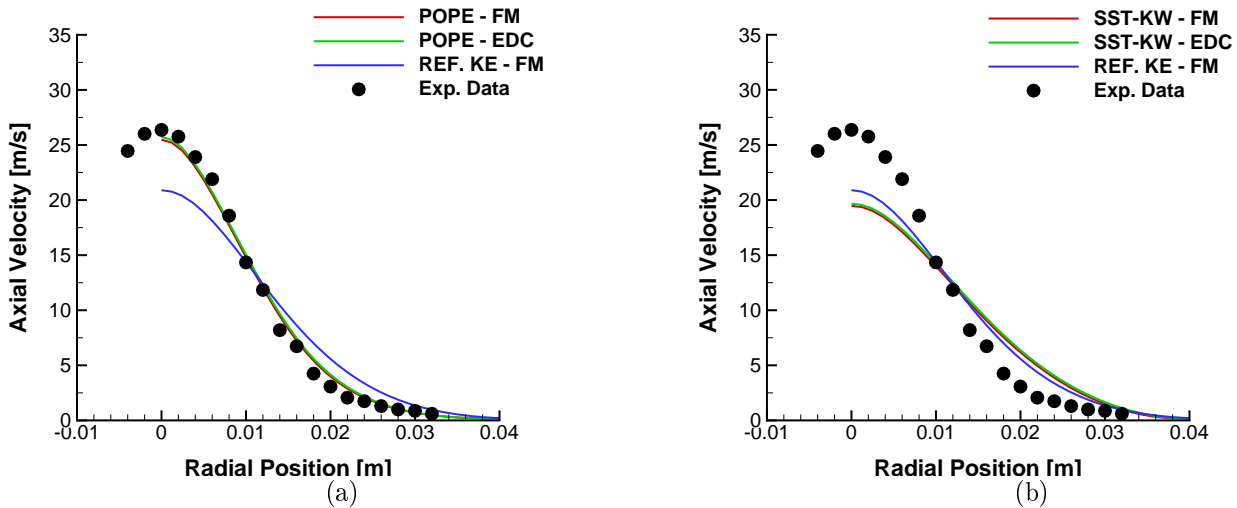 POPE - FM
POPE - EDC
REF. KE - FM
Exp. Data
35
30
25
20
15
10
5
0
-0.01
0
0.01
0.02
0.03
0.04
Axial Velocity [m/s]
Radial Position [m]
(a)
SST-KW - FM
SST-KW - EDC
REF. KE - FM
Exp. Data
35
30
25
20
15
10
5
0
-0.01
0
0.01
0.02
0.03
0.04
Axial Velocity [m/s]
Radial Position [m]
(b)